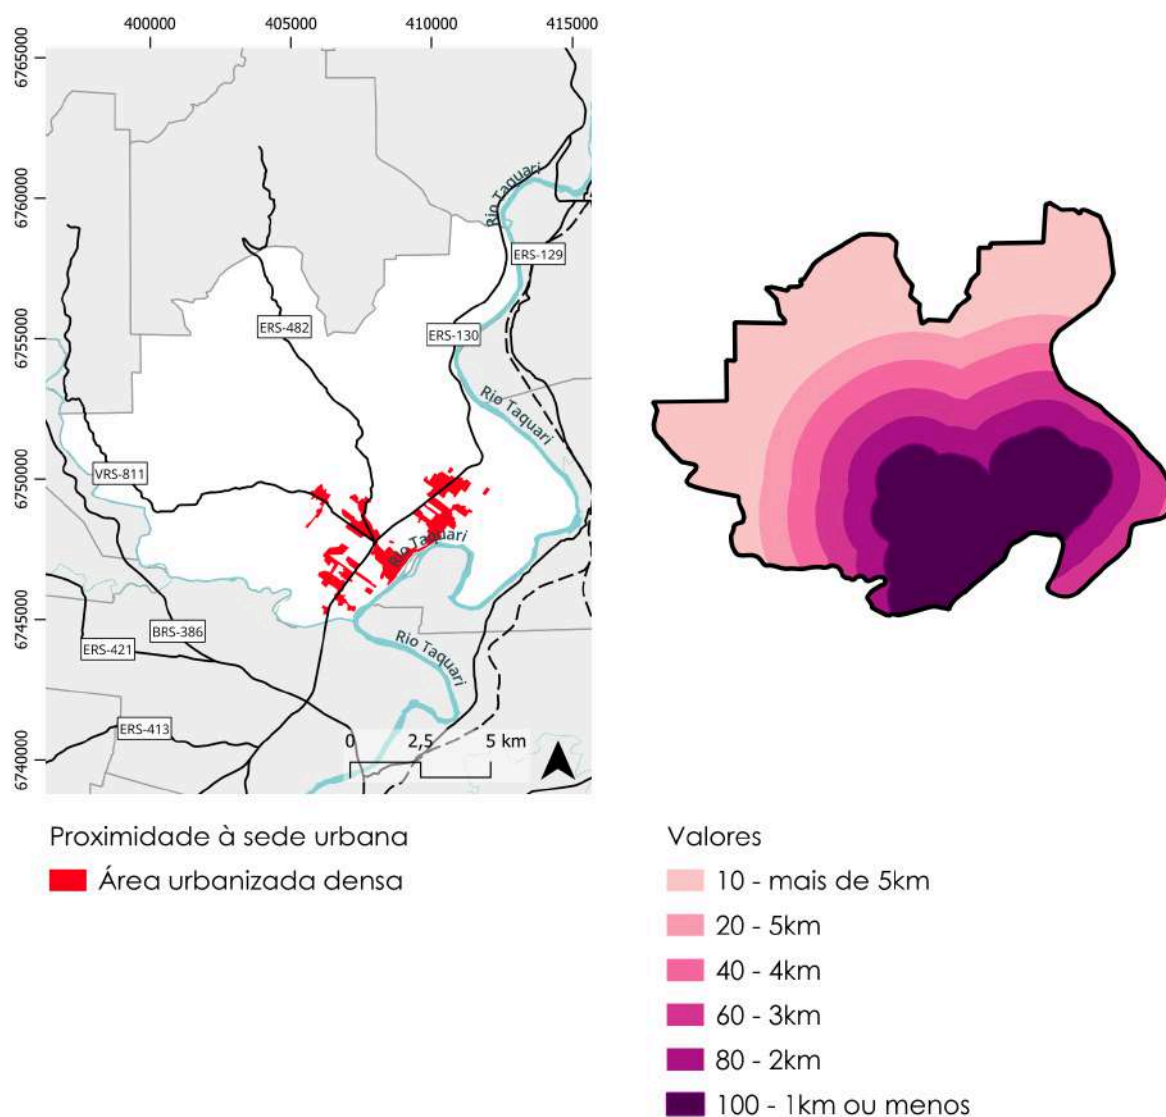 400000 405000 410000 415000
6765000
6760000
6755000
6750000
6745000
6740000
Rio Taquari
ERS-129
ERS-482
ERS-130
Rio Taquari
VRS-811
Rio Taquari
BRS-386
ERS-421
Rio Taquari
ERS-413
0 2,5 5 km
Proximidade à sede urbana
Área urbanizada densa
Valores
10 - mais de 5km
20 - 5km
40 - 4km
60 - 3km
80 - 2km
100 - 1km ou menos